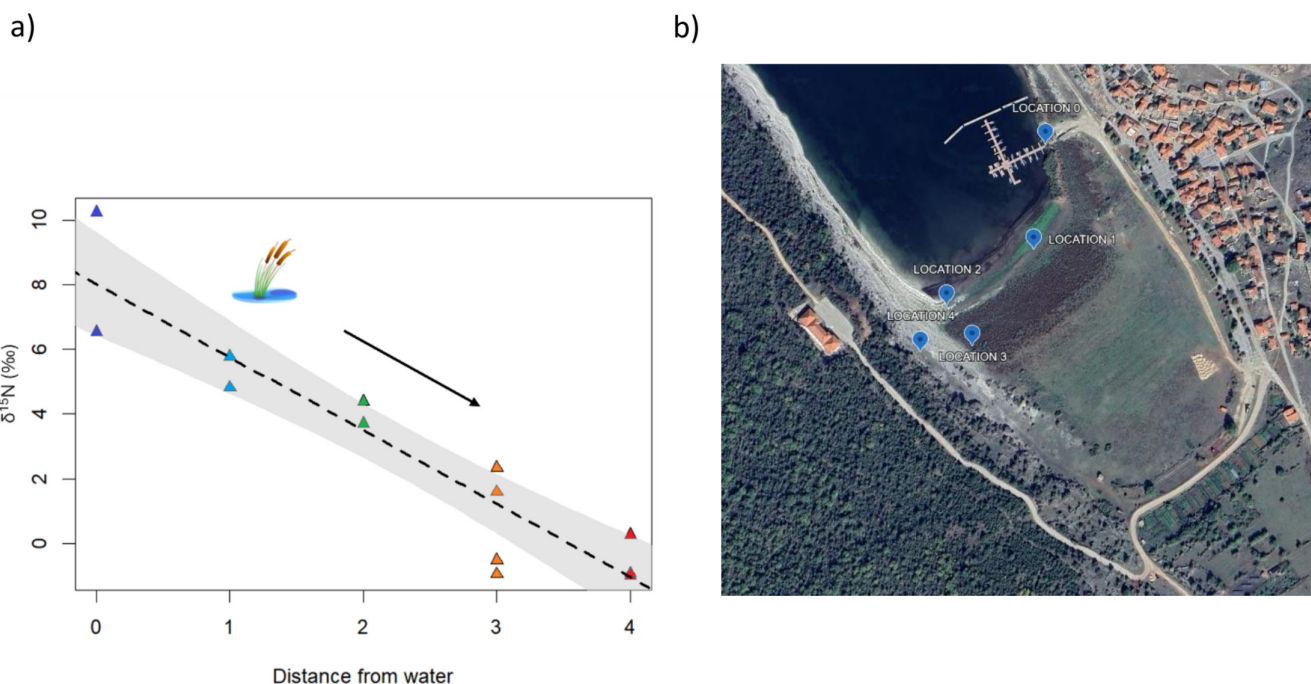 a)
b)
10
8
6
4
2
0
δ¹⁵N (‰)
0 1 2 3 4
Distance from water
LOCATION 0
LOCATION 1
LOCATION 2
LOCATION 4
LOCATION 3